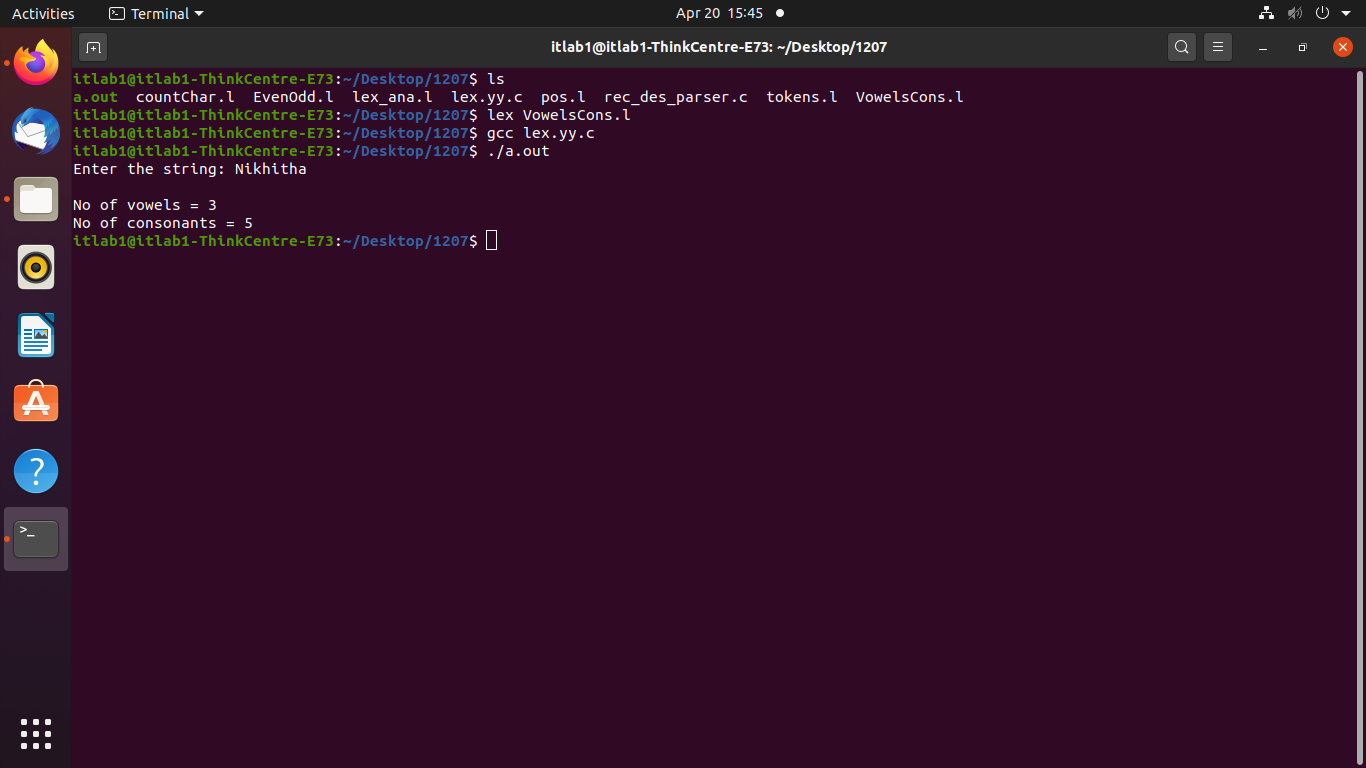 Activities Terminal Apr 20 15:45
itlab1@itlab1-ThinkCentre-E73: ~/Desktop/1207
itlab1@itlab1-ThinkCentre-E73:~/Desktop/1207$ ls
a.out  countChar.l  EvenOdd.l  lex_ana.l  lex.yy.c  pos.l  rec_des_parser.c  tokens.l  VowelsCons.l
itlab1@itlab1-ThinkCentre-E73:~/Desktop/1207$ lex VowelsCons.l
itlab1@itlab1-ThinkCentre-E73:~/Desktop/1207$ gcc lex.yy.c
itlab1@itlab1-ThinkCentre-E73:~/Desktop/1207$ ./a.out
Enter the string: Nikhitha
No of vowels = 3
No of consonants = 5
itlab1@itlab1-ThinkCentre-E73:~/Desktop/1207$